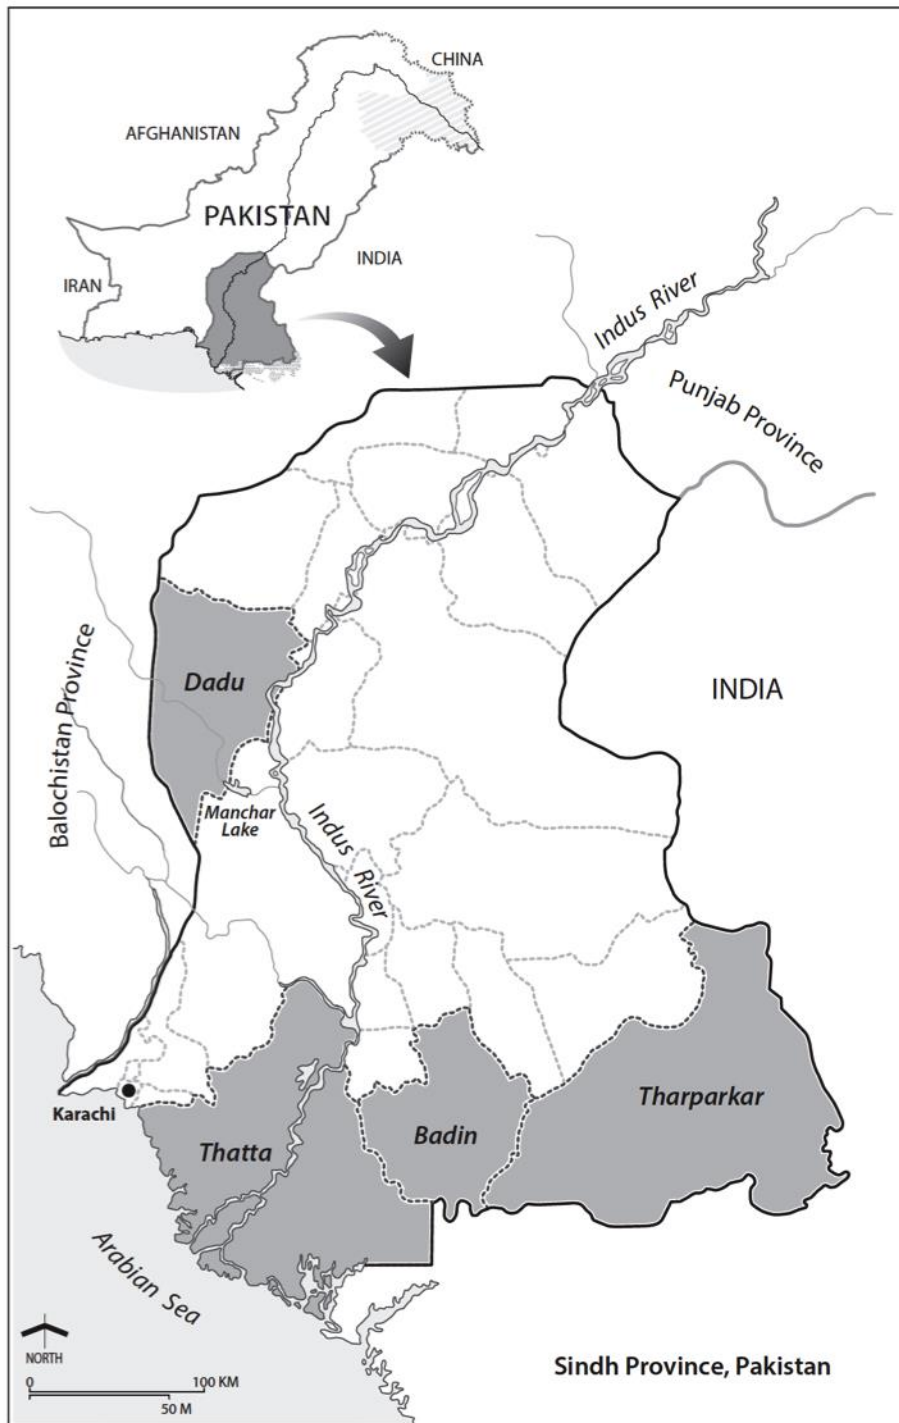 CHINA
AFGHANISTAN
PAKISTAN
INDIA
IRAN
Indus River
Punjab Province
Dadu
INDIA
Balochistan Province
Manchar
Lake
Indus River
Tharparkar
Karachi
Badin
Thatta
Arabian Sea
NORTH
0 100 KM
50 M
Sindh Province, Pakistan